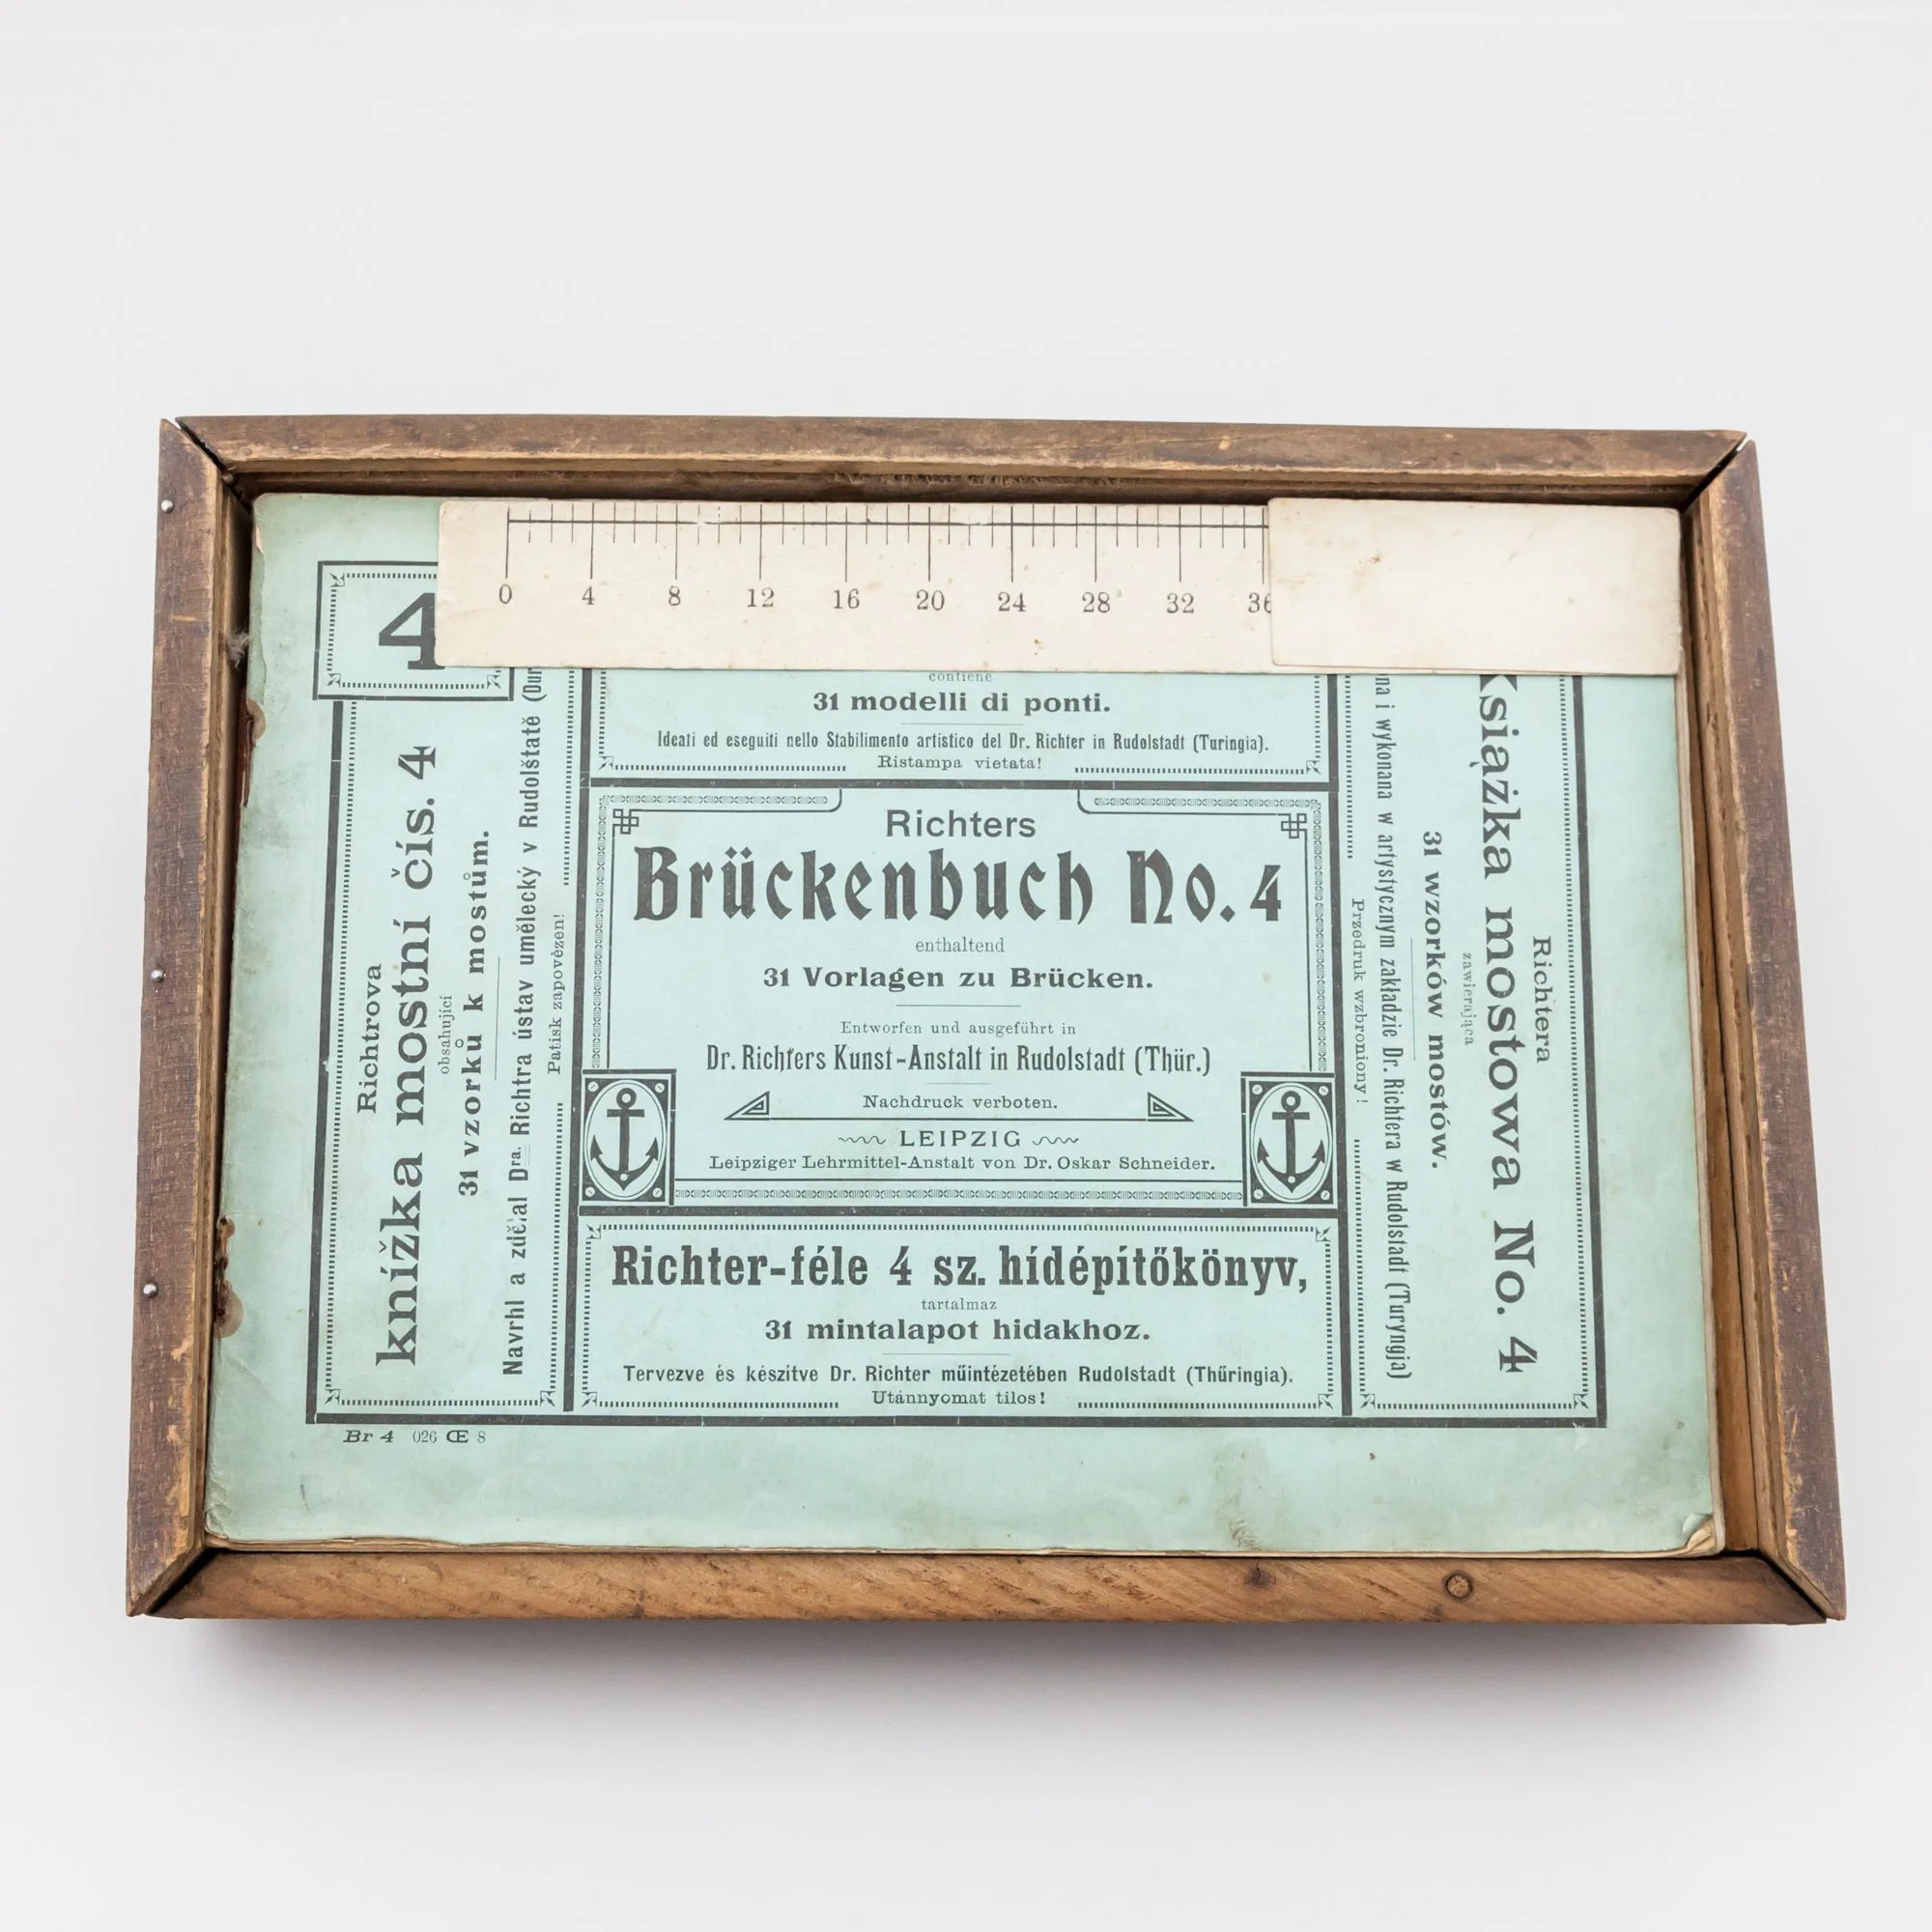 0 4 8 12 16 20 24 28 32 36
4
contiene
31 modelli di ponti.
Ideati ed eseguiti nello Stabilimento artistico del Dr. Richter in Rudolstadt (Turingia).
Ristampa vietata!
Richtrova
knížka mostní čís. 4
obsahující
31 vzorků k mostům.
Navrhl a zdělal Dra. Richtra ústav umělecký v Rudolštatě
Patisk zapovězen!
Richters
Brückenbuch No. 4
enthaltend
31 Vorlagen zu Brücken.
Entworfen und ausgeführt in
Dr. Richters Kunst-Anstalt in Rudolstadt (Thür.)
Nachdruck verboten.
LEIPZIG
Leipziger Lehrmittel-Anstalt von Dr. Oskar Schneider.
Richter-féle 4 sz. hídépítőkönyv,
tartalmaz
31 mintalapot hidakhoz.
Tervezve és készítve Dr. Richter műintézetében Rudolstadt (Thüringia).
Utánnyomat tilos!
Richtera
Książka mostowa No. 4
zawierająca
31 wzorków mostów.
i wykonana w artystycznym zakładzie Dr. Richtera w Rudolstadt (Turyngja)
Przedruk wzbroniony!
Br 4 026 Œ 8